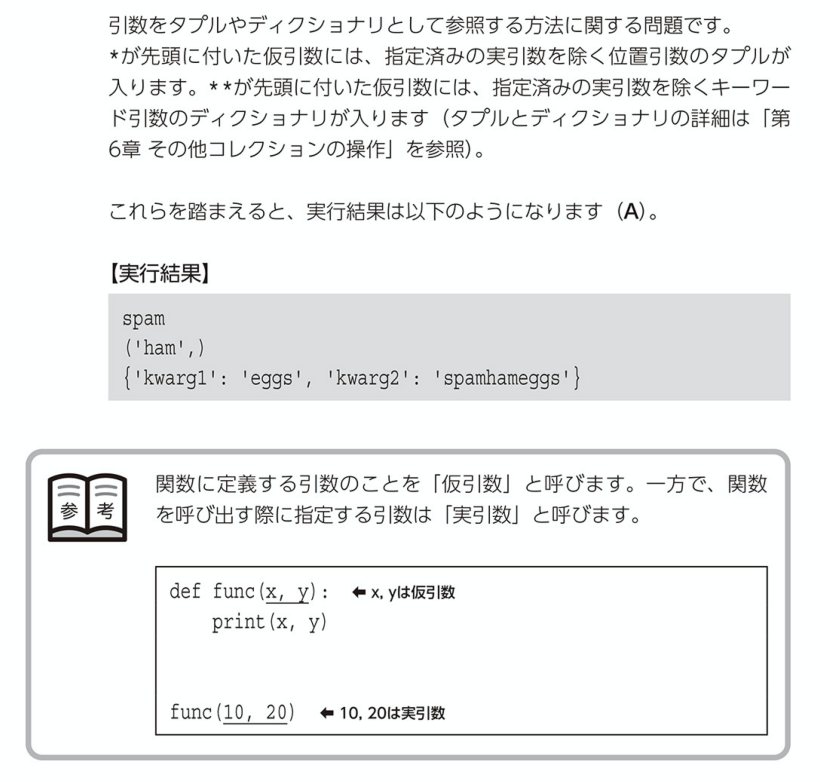 引数をタプルやディクショナリとして参照する方法に関する問題です。
*が先頭に付いた仮引数には、指定済みの実引数を除く位置引数のタプルが
入ります。**が先頭に付いた仮引数には、指定済みの実引数を除くキーワー
ド引数のディクショナリが入ります（タプルとディクショナリの詳細は「第
6章 その他コレクションの操作」を参照）。
これらを踏まえると、実行結果は以下のようになります（A）。
【実行結果】
spam
('ham',)
{'kwarg1': 'eggs', 'kwarg2': 'spamhameggs'}
参考
関数に定義する引数のことを「仮引数」と呼びます。一方で、関数
を呼び出す際に指定する引数は「実引数」と呼びます。
def func(x, y): ⬅ x, yは仮引数
    print(x, y)
func(10, 20) ⬅ 10, 20は実引数